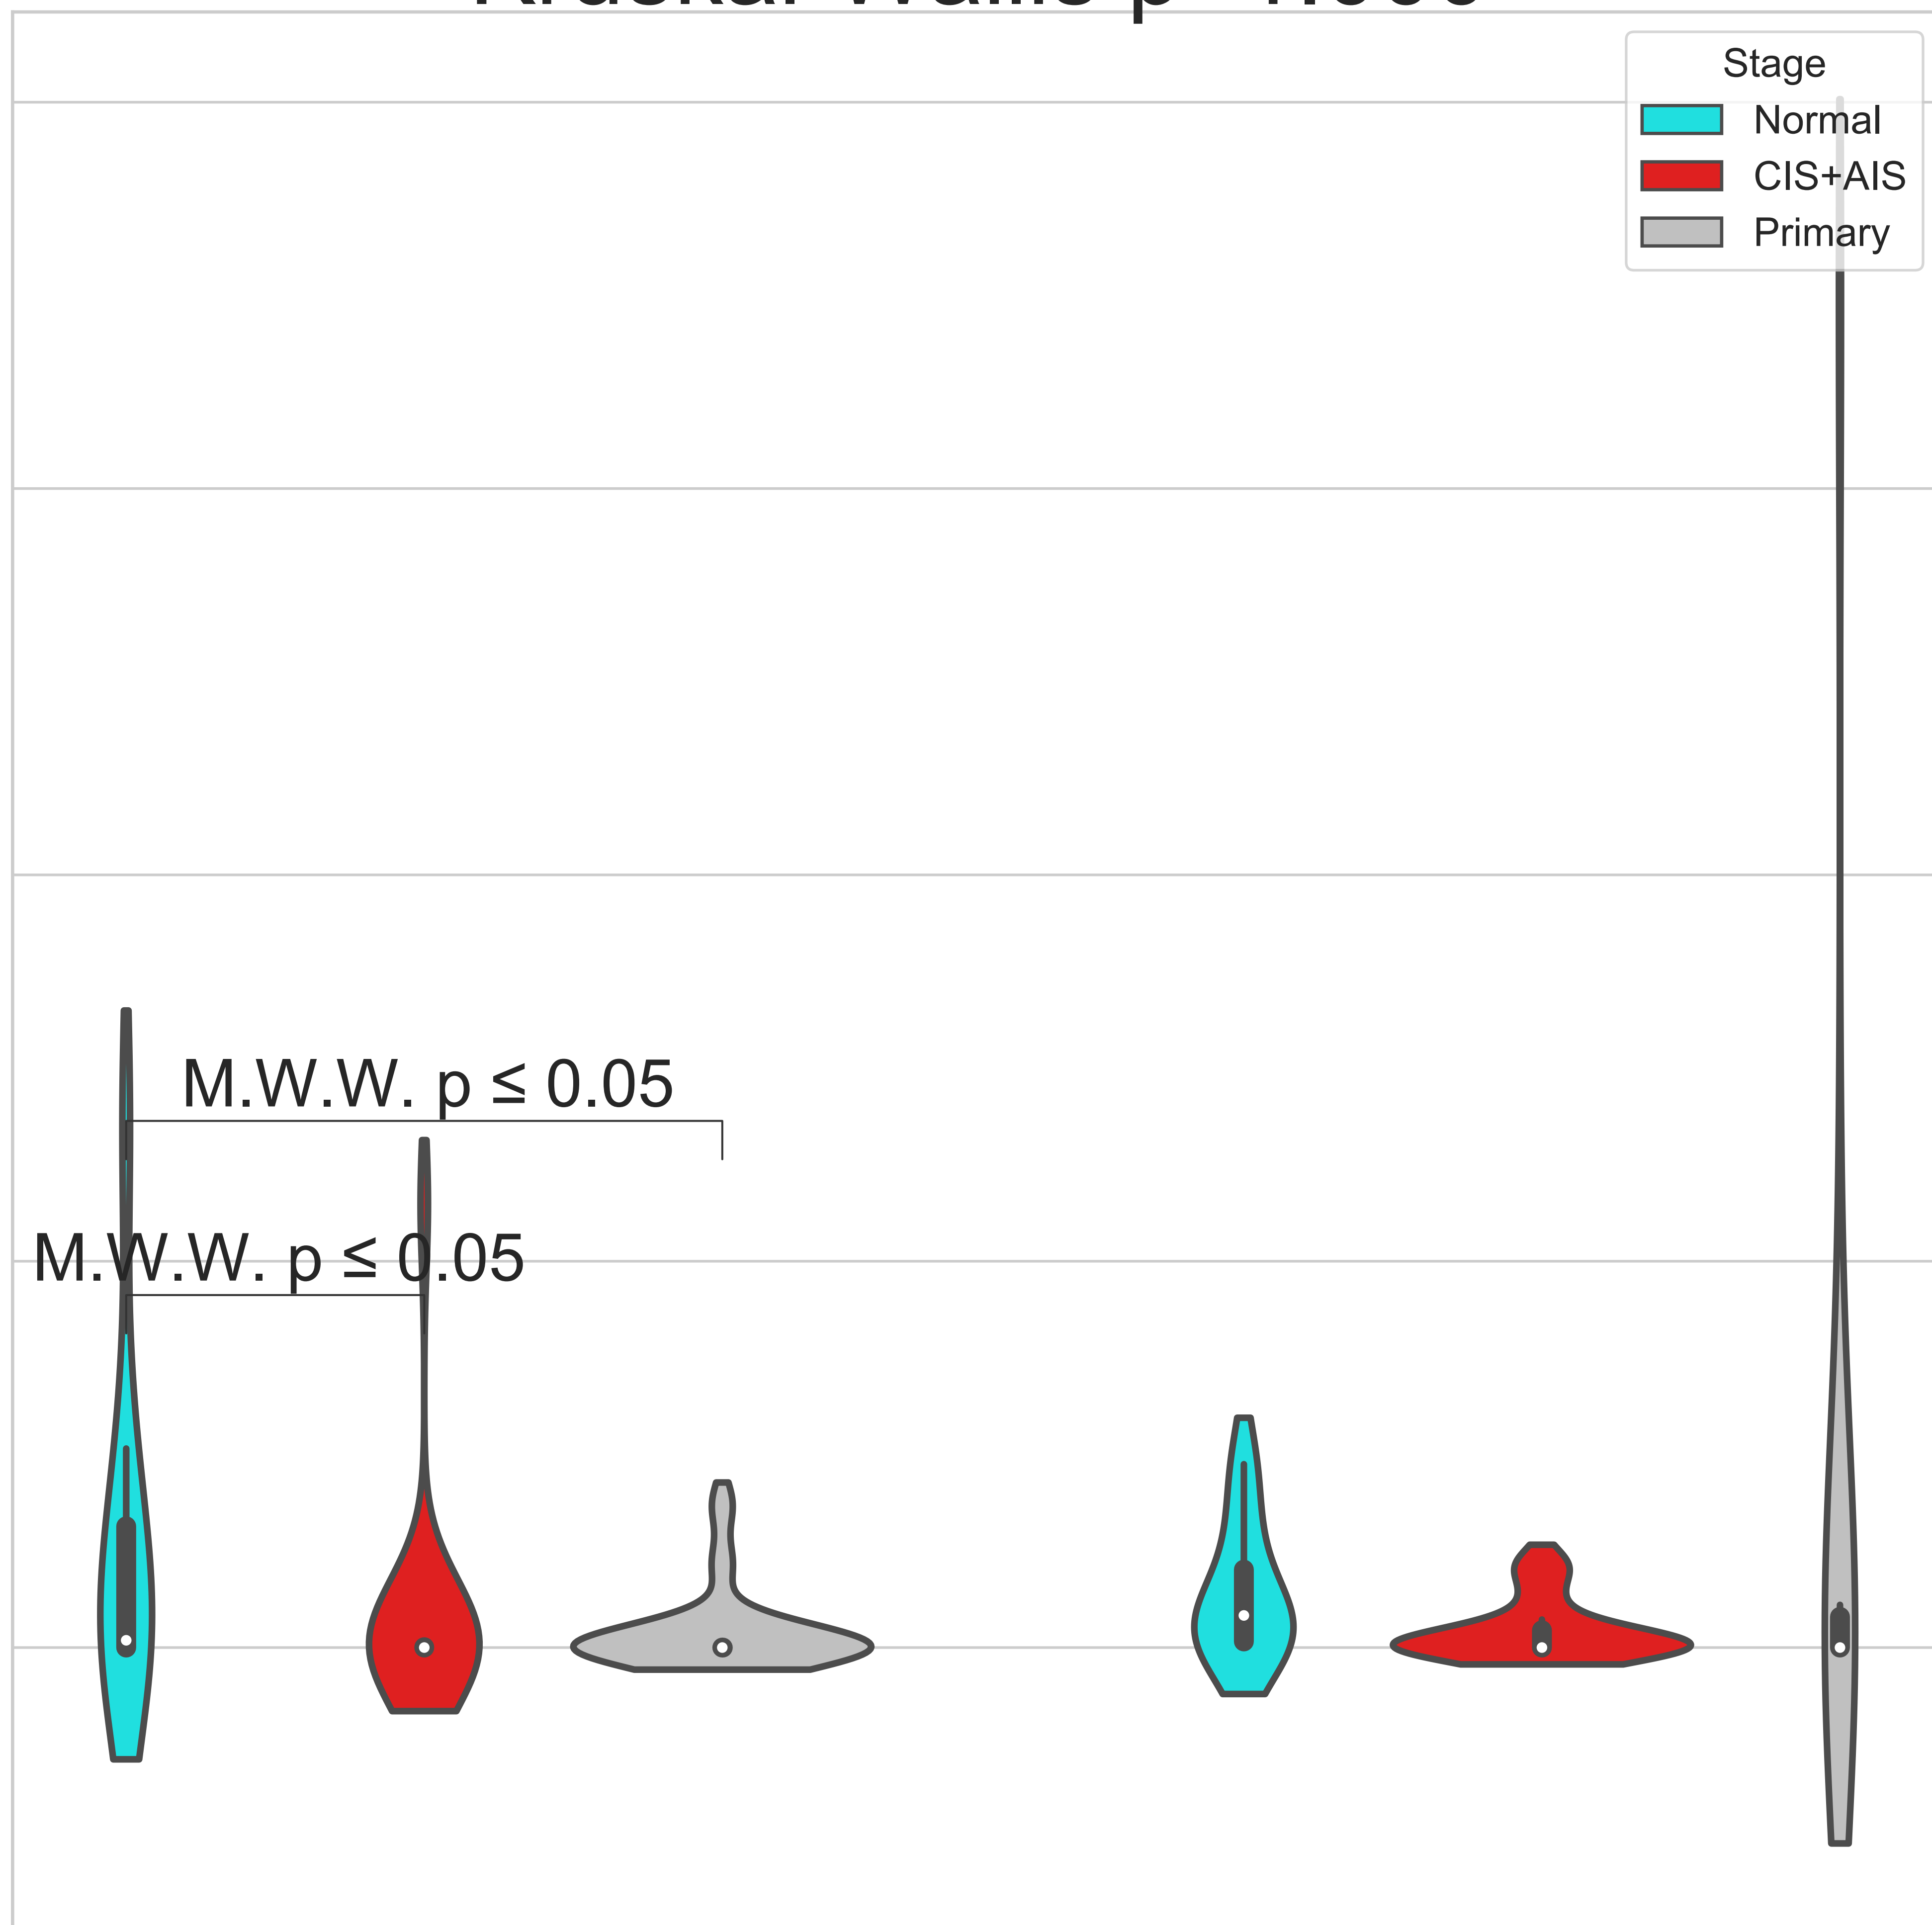 Stage
Normal
CIS+AIS
Primary
M.W.W. p ≤ 0.05
M.W.W. p ≤ 0.05